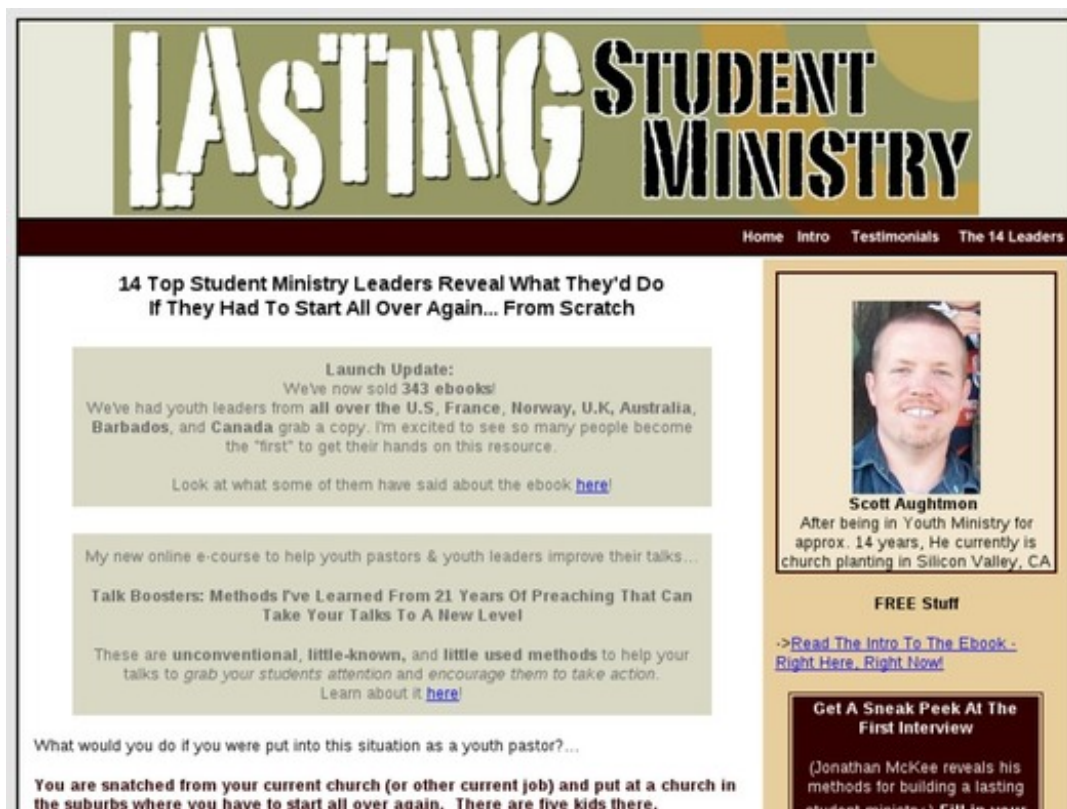 LASTING STUDENT
MINISTRY
Home Intro Testimonials The 14 Leaders
14 Top Student Ministry Leaders Reveal What They'd Do
If They Had To Start All Over Again... From Scratch
Launch Update:
We've now sold 343 ebooks!
We've had youth leaders from all over the U.S, France, Norway, U.K, Australia,
Barbados, and Canada grab a copy. I'm excited to see so many people become
the "first" to get their hands on this resource.
Look at what some of them have said about the ebook here!
My new online e-course to help youth pastors & youth leaders improve their talks...
Talk Boosters: Methods I've Learned From 21 Years Of Preaching That Can
Take Your Talks To A New Level
These are unconventional, little-known, and little used methods to help your
talks to grab your students attention and encourage them to take action.
Learn about it here!
What would you do if you were put into this situation as a youth pastor?...
You are snatched from your current church (or other current job) and put at a church in
the suburbs where you have to start all over again. There are five kids there.
Scott Aughtmon
After being in Youth Ministry for
approx. 14 years, He currently is
church planting in Silicon Valley, CA
FREE Stuff
->Read The Intro To The Ebook -
Right Here, Right Now!
Get A Sneak Peek At The
First Interview
(Jonathan McKee reveals his
methods for building a lasting
student ministry.) Fill in your